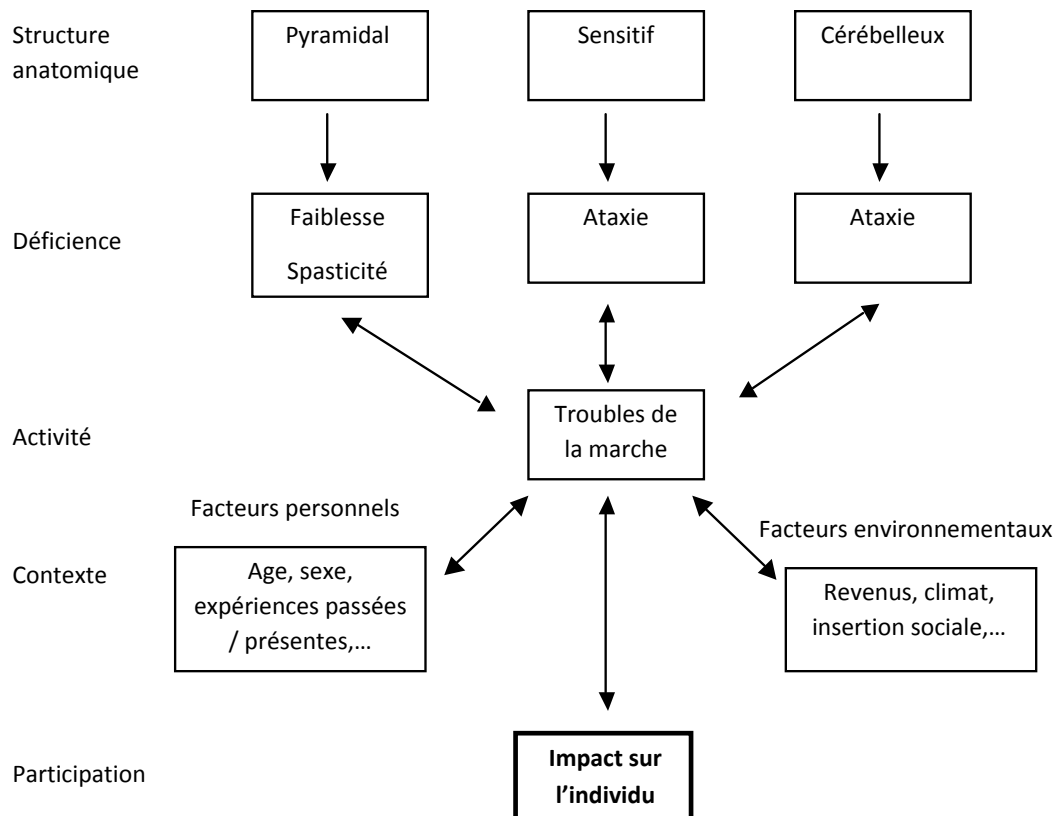 Structure
anatomique
Pyramidal
Sensitif
Cérébelleux
Déficience
Faiblesse
Spasticité
Ataxie
Ataxie
Activité
Troubles de
la marche
Facteurs personnels
Facteurs environnementaux
Contexte
Age, sexe,
expériences passées
/ présentes,...
Revenus, climat,
insertion sociale,...
Participation
Impact sur
l'individu